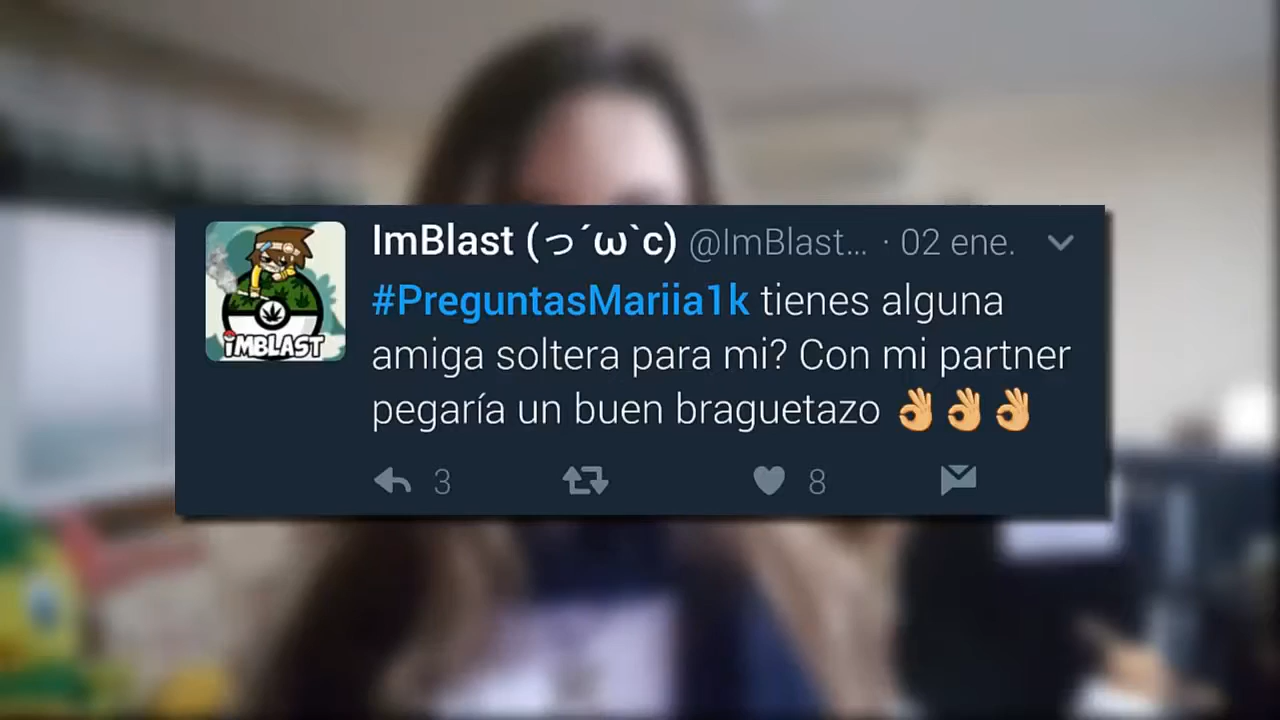 ImBlast (っ´ω`c) @ImBlast... · 02 ene.
#PreguntasMariia1k tienes alguna
amiga soltera para mi? Con mi partner
pegaría un buen braguetazo 👌👌👌
3 8
iMBLAST